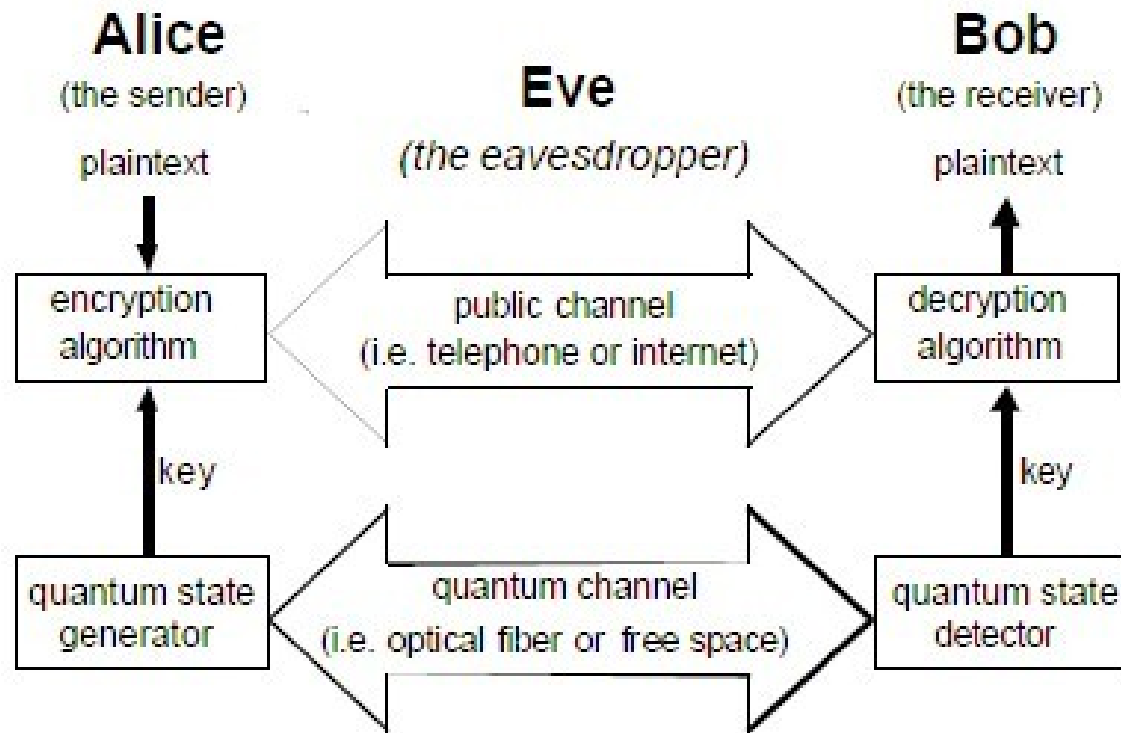 Alice
(the sender)
plaintext
encryption
algorithm
key
quantum state
generator
Eve
(the eavesdropper)
public channel
(i.e. telephone or internet)
quantum channel
(i.e. optical fiber or free space)
Bob
(the receiver)
plaintext
decryption
algorithm
key
quantum state
detector